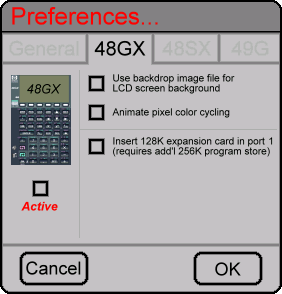 Preferences...
General 48GX 48SX 49G
48GX
Use backdrop image file for
LCD screen background
Animate pixel color cycling
Insert 128K expansion card in port 1
(requires add'l 256K program store)
Active
Cancel OK